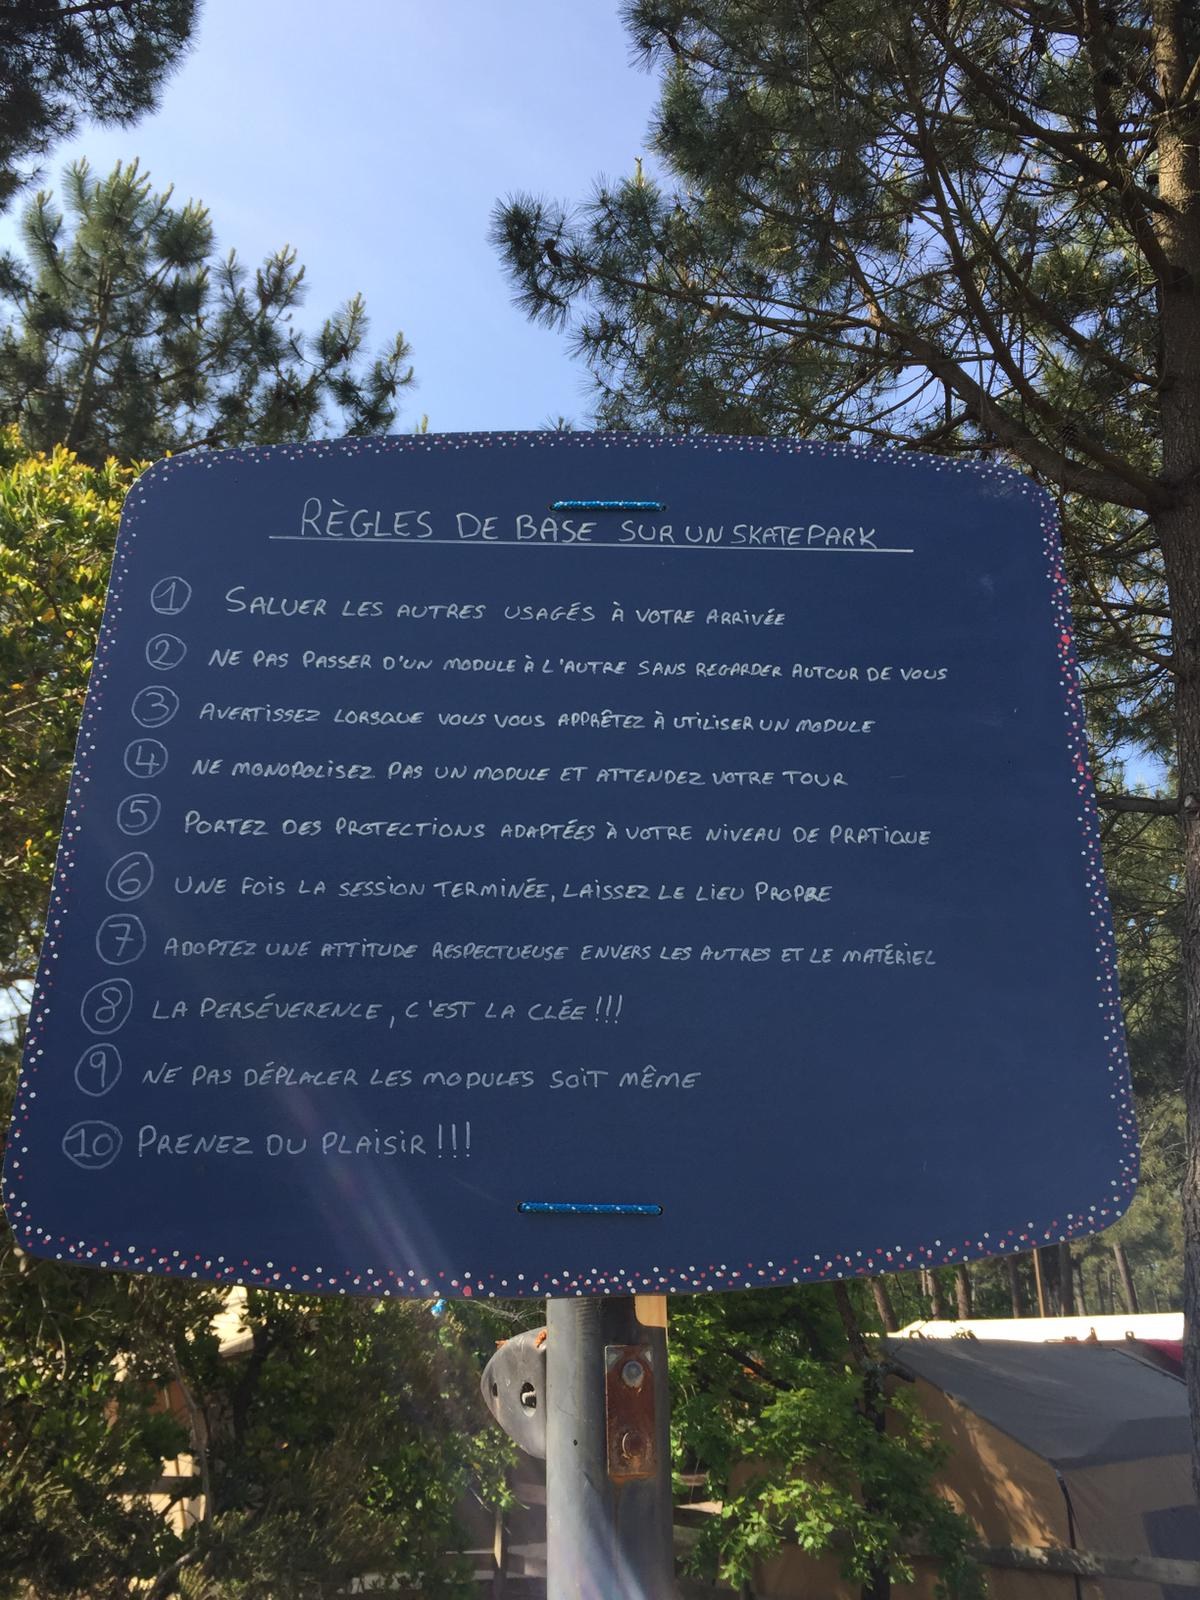 RÈGLES DE BASE SUR UN SKATEPARK
1 SALUER LES AUTRES USAGÉS À VOTRE ARRIVÉE
2 NE PAS PASSER D'UN MODULE À L'AUTRE SANS REGARDER AUTOUR DE VOUS
3 AVERTISSEZ LORSQUE VOUS VOUS APPRÊTEZ À UTILISER UN MODULE
4 NE MONOPOLISEZ PAS UN MODULE ET ATTENDEZ VOTRE TOUR
5 PORTEZ DES PROTECTIONS ADAPTÉES À VOTRE NIVEAU DE PRATIQUE
6 UNE FOIS LA SESSION TERMINÉE, LAISSEZ LE LIEU PROPRE
7 ADOPTEZ UNE ATTITUDE RESPECTUEUSE ENVERS LES AUTRES ET LE MATÉRIEL
8 LA PERSÉVERENCE, C'EST LA CLÉE !!!
9 NE PAS DÉPLACER LES MODULES SOIT MÊME
10 PRENEZ DU PLAISIR !!!